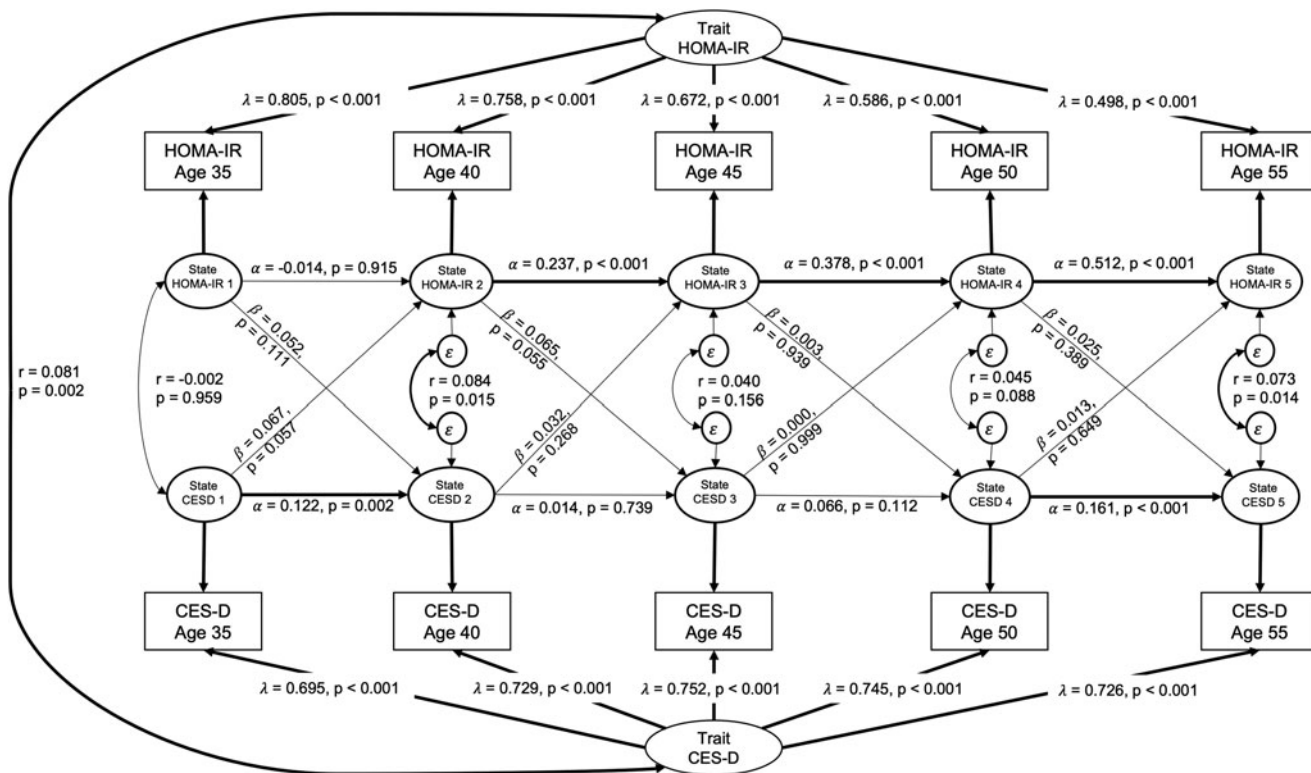 Trait
HOMA-IR
λ = 0.805, p < 0.001
λ = 0.758, p < 0.001
λ = 0.672, p < 0.001
λ = 0.586, p < 0.001
λ = 0.498, p < 0.001
HOMA-IR
Age 35
HOMA-IR
Age 40
HOMA-IR
Age 45
HOMA-IR
Age 50
HOMA-IR
Age 55
State
HOMA-IR 1
α = -0.014, p = 0.915
State
HOMA-IR 2
α = 0.237, p < 0.001
State
HOMA-IR 3
α = 0.378, p < 0.001
State
HOMA-IR 4
α = 0.512, p < 0.001
State
HOMA-IR 5
β = 0.052,
p = 0.111
β = 0.065,
p = 0.055
β = 0.003,
p = 0.939
β = 0.025,
p = 0.389
ε
ε
ε
ε
r = 0.081
p = 0.002
r = -0.002
p = 0.959
r = 0.084
p = 0.015
r = 0.040
p = 0.156
r = 0.045
p = 0.088
r = 0.073
p = 0.014
ε
ε
ε
ε
β = 0.067,
p = 0.057
β = 0.032,
p = 0.268
β = 0.000,
p = 0.999
β = 0.013,
p = 0.649
State
CESD 1
α = 0.122, p = 0.002
State
CESD 2
α = 0.014, p = 0.739
State
CESD 3
α = 0.066, p = 0.112
State
CESD 4
α = 0.161, p < 0.001
State
CESD 5
CES-D
Age 35
CES-D
Age 40
CES-D
Age 45
CES-D
Age 50
CES-D
Age 55
λ = 0.695, p < 0.001
λ = 0.729, p < 0.001
λ = 0.752, p < 0.001
λ = 0.745, p < 0.001
λ = 0.726, p < 0.001
Trait
CES-D